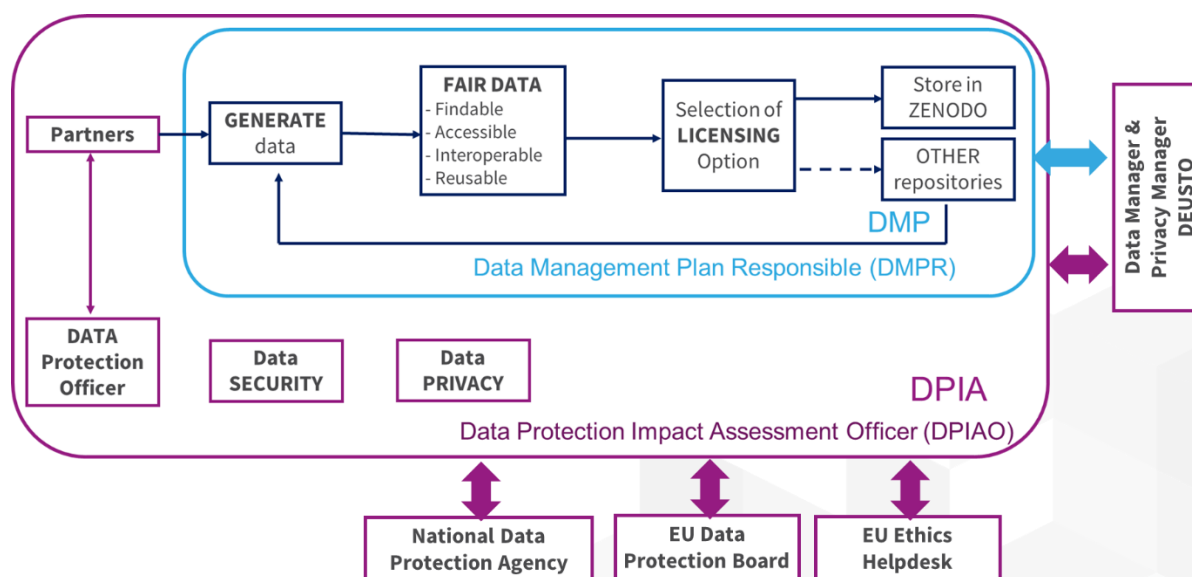 Partners
GENERATE
data
FAIR DATA
- Findable
- Accessible
- Interoperable
- Reusable
Selection of
LICENSING
Option
Store in
ZENODO
OTHER
repositories
DMP
Data Management Plan Responsible (DMPR)
Data Manager &
Privacy Manager
DEUSTO
DATA
Protection
Officer
Data
SECURITY
Data
PRIVACY
DPIA
Data Protection Impact Assessment Officer (DPIAO)
National Data
Protection Agency
EU Data
Protection Board
EU Ethics
Helpdesk